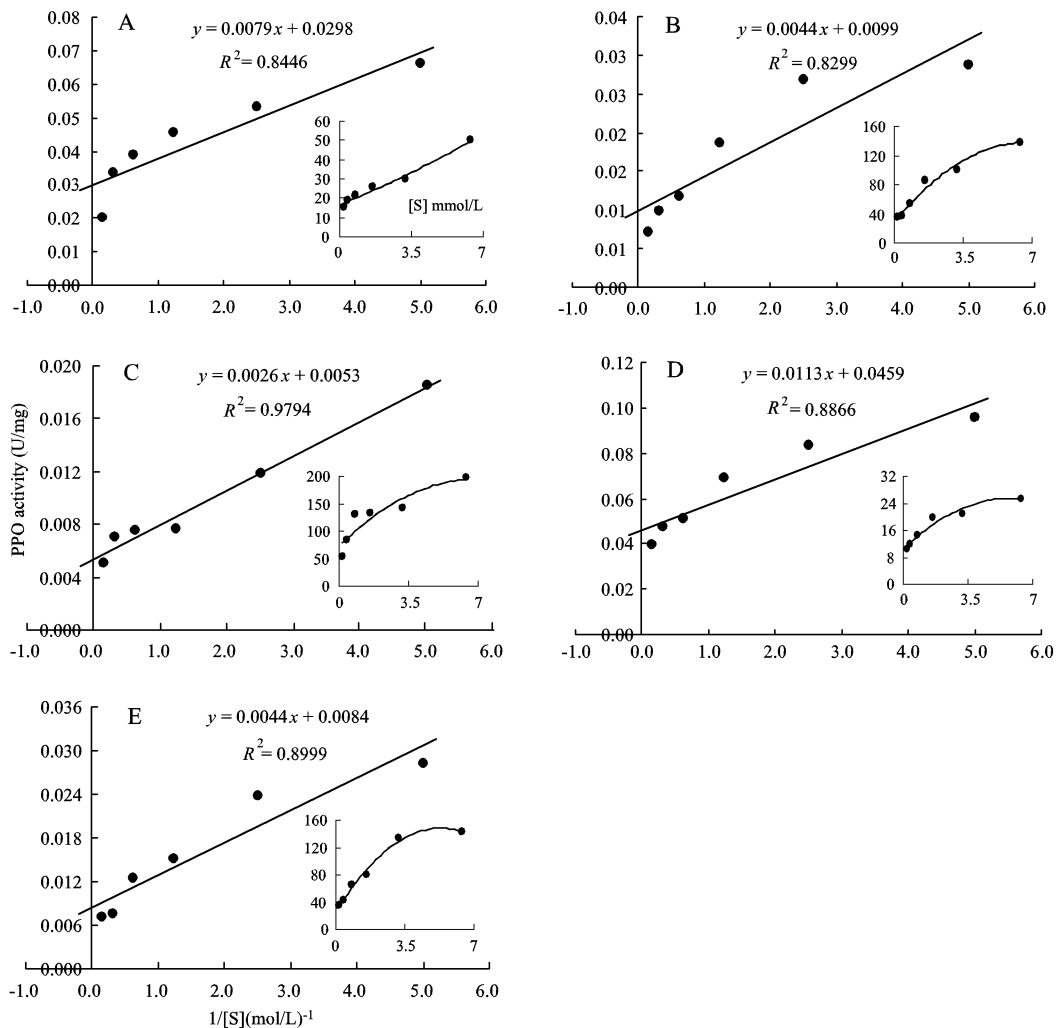 A
y = 0.0079x + 0.0298
R² = 0.8446
0.08
0.07
0.06
0.05
0.04
0.03
0.02
0.01
0.00
-1.0 0.0 1.0 2.0 3.0 4.0 5.0 6.0
60
50
40
30
20
10
0
[S] mmol/L
0 3.5 7
B
y = 0.0044x + 0.0099
R² = 0.8299
0.04
0.03
0.03
0.02
0.02
0.01
0.01
0.00
-1.0 0.0 1.0 2.0 3.0 4.0 5.0 6.0
160
120
80
40
0
0 3.5 7
C
y = 0.0026x + 0.0053
R² = 0.9794
PPO activity (U/mg)
0.020
0.016
0.012
0.008
0.004
0.000
-1.0 0.0 1.0 2.0 3.0 4.0 5.0 6.0
200
150
100
50
0
0 3.5 7
D
y = 0.0113x + 0.0459
R² = 0.8866
0.12
0.10
0.08
0.06
0.04
0.02
0.00
-1.0 0.0 1.0 2.0 3.0 4.0 5.0 6.0
32
24
16
8
0
0 3.5 7
E
y = 0.0044x + 0.0084
R² = 0.8999
0.036
0.030
0.024
0.018
0.012
0.006
0.000
-1.0 0.0 1.0 2.0 3.0 4.0 5.0 6.0
160
120
80
40
0
0 3.5 7
1/[S](mol/L)⁻¹